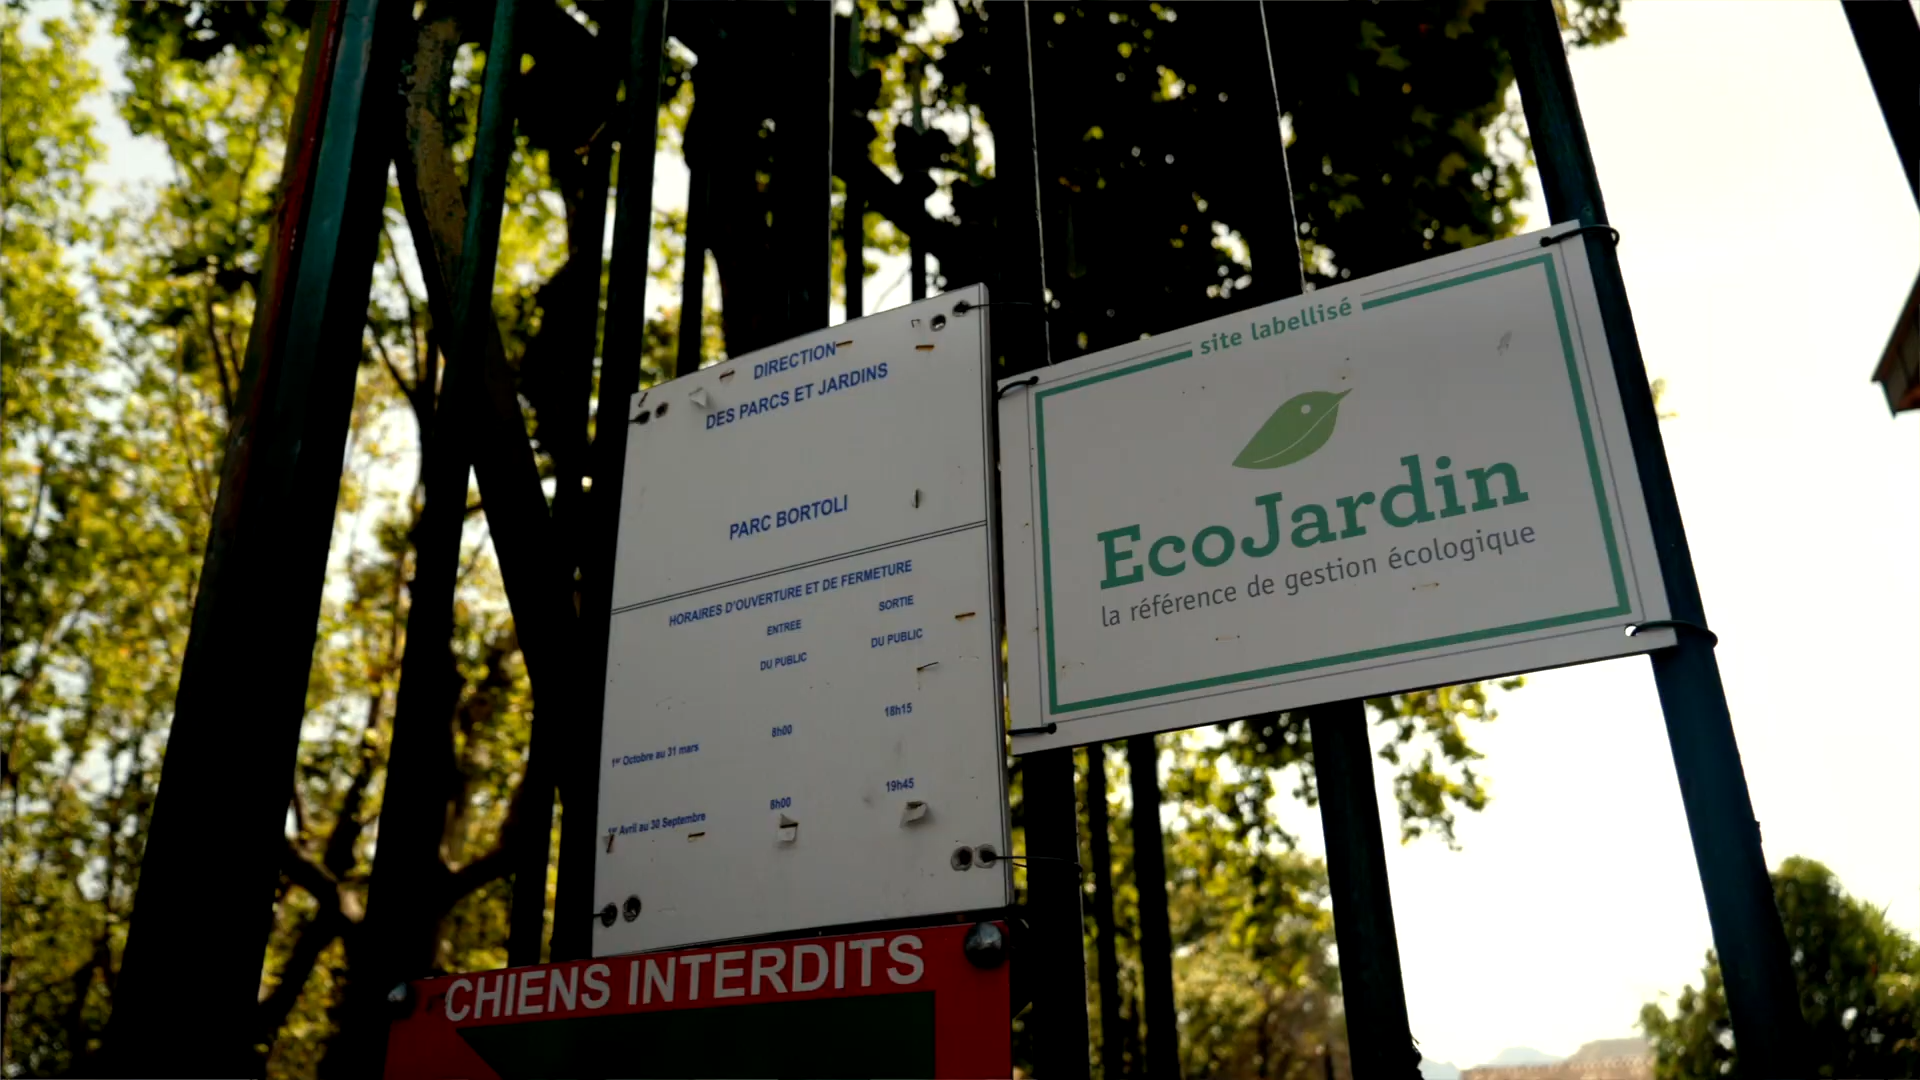 DIRECTION
DES PARCS ET JARDINS
PARC BORTOLI
HORAIRES D'OUVERTURE ET DE FERMETURE
ENTREE SORTIE
DU PUBLIC DU PUBLIC
1er Octobre au 31 mars 8h00 18h15
1er Avril au 30 Septembre 8h00 19h45
CHIENS INTERDITS
site labellisé
EcoJardin
la référence de gestion écologique